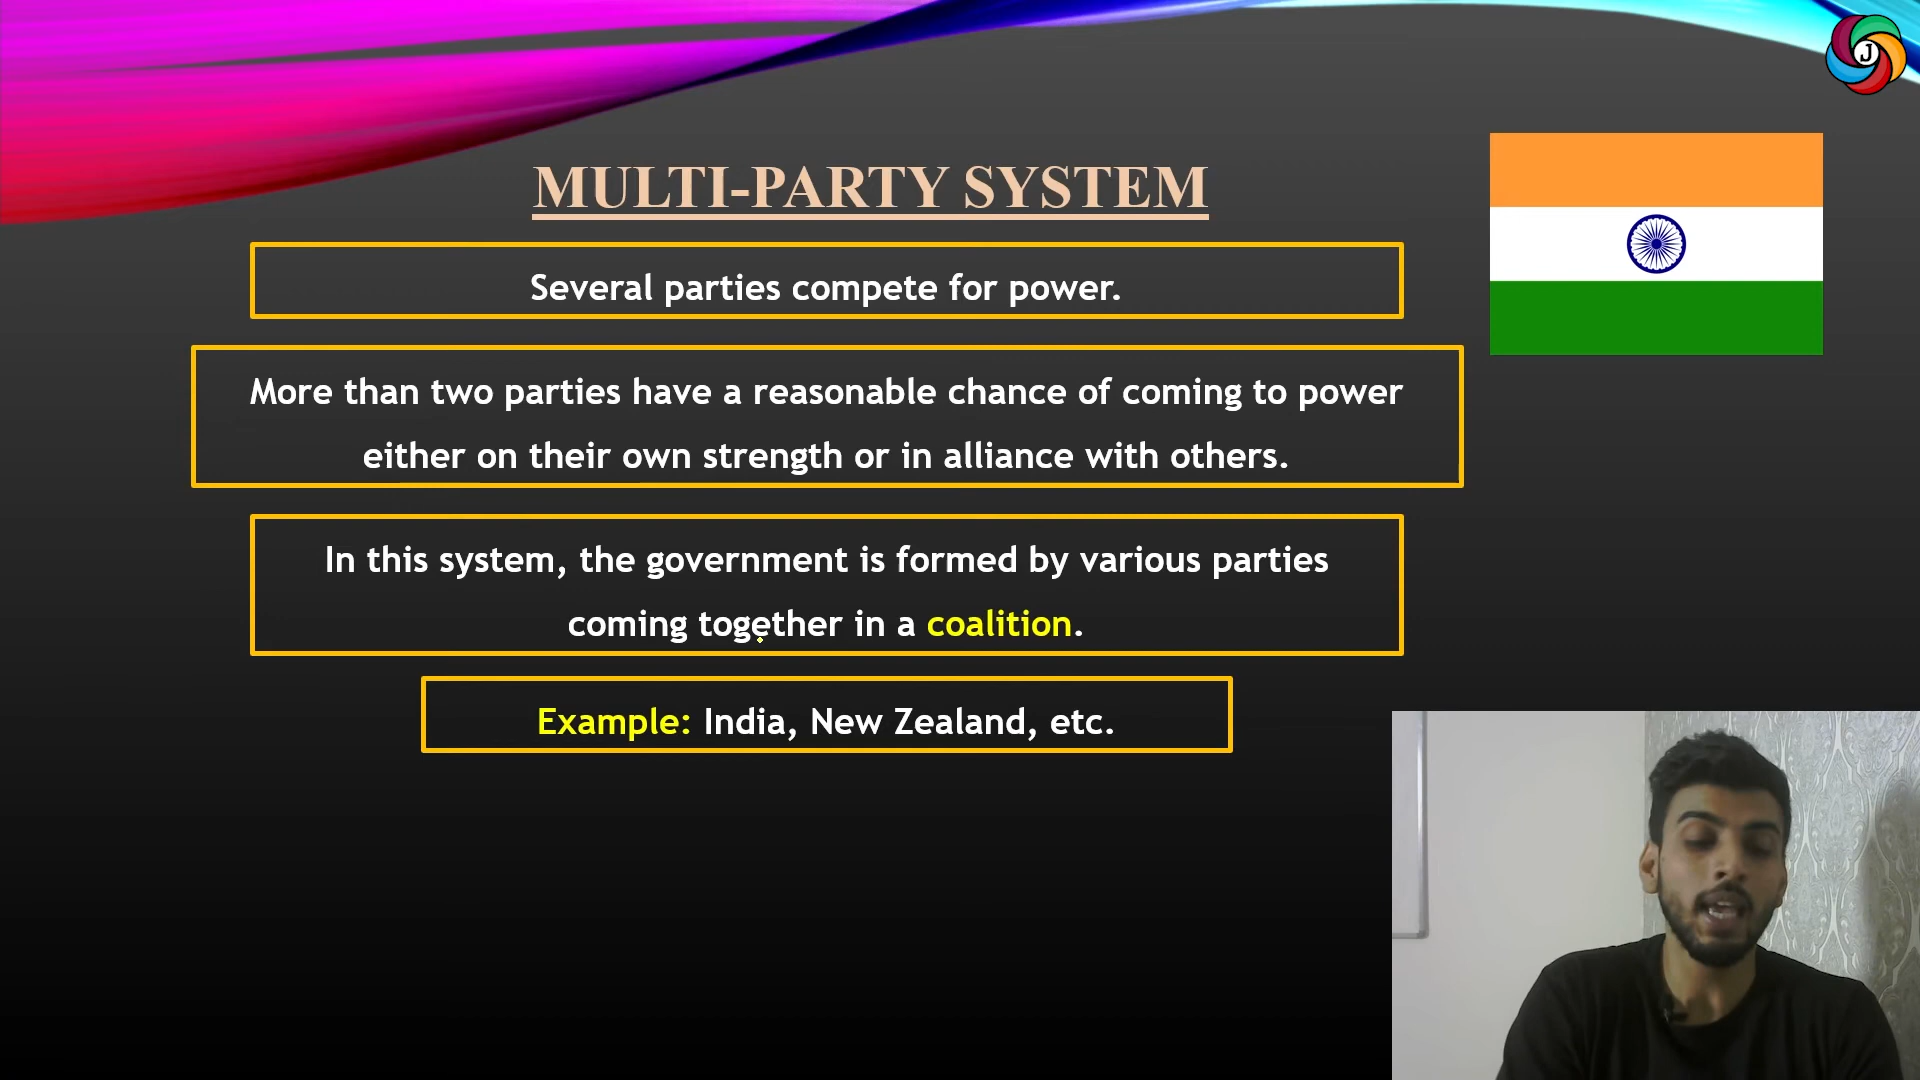 J
MULTI-PARTY SYSTEM
Several parties compete for power.
More than two parties have a reasonable chance of coming to power
either on their own strength or in alliance with others.
In this system, the government is formed by various parties
coming together in a coalition.
Example: India, New Zealand, etc.